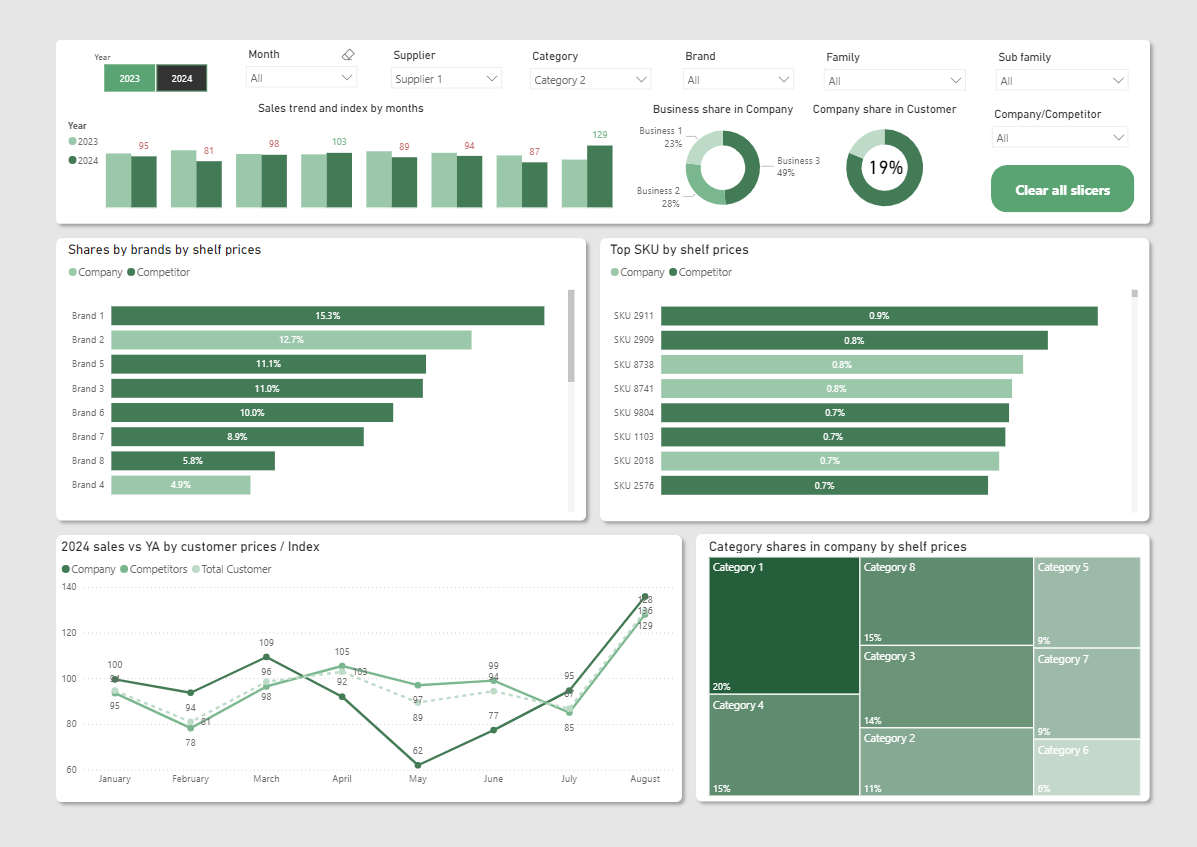 Year
2023
2024
Month
All
Supplier
Supplier 1
Category
Category 2
Brand
All
Family
All
Sub family
All
Company/Competitor
All
Clear all slicers
Sales trend and index by months
Year
2023
2024
95
81
98
103
89
94
87
129
Business share in Company
Business 1
23%
Business 2
28%
Business 3
49%
Company share in Customer
19%
Shares by brands by shelf prices
Company
Competitor
Brand 1
15.3%
Brand 2
12.7%
Brand 5
11.1%
Brand 3
11.0%
Brand 6
10.0%
Brand 7
8.9%
Brand 8
5.8%
Brand 4
4.9%
Top SKU by shelf prices
Company
Competitor
SKU 2911
0.9%
SKU 2909
0.8%
SKU 8738
0.8%
SKU 8741
0.8%
SKU 9804
0.7%
SKU 1103
0.7%
SKU 2018
0.7%
SKU 2576
0.7%
2024 sales vs YA by customer prices / Index
Company
Competitors
Total Customer
140
120
100
80
60
100
94
95
94
81
78
109
96
98
105
103
92
97
89
62
99
94
77
95
87
85
128
136
129
January
February
March
April
May
June
July
August
Category shares in company by shelf prices
Category 1
20%
Category 4
15%
Category 8
15%
Category 3
14%
Category 2
11%
Category 5
9%
Category 7
9%
Category 6
6%